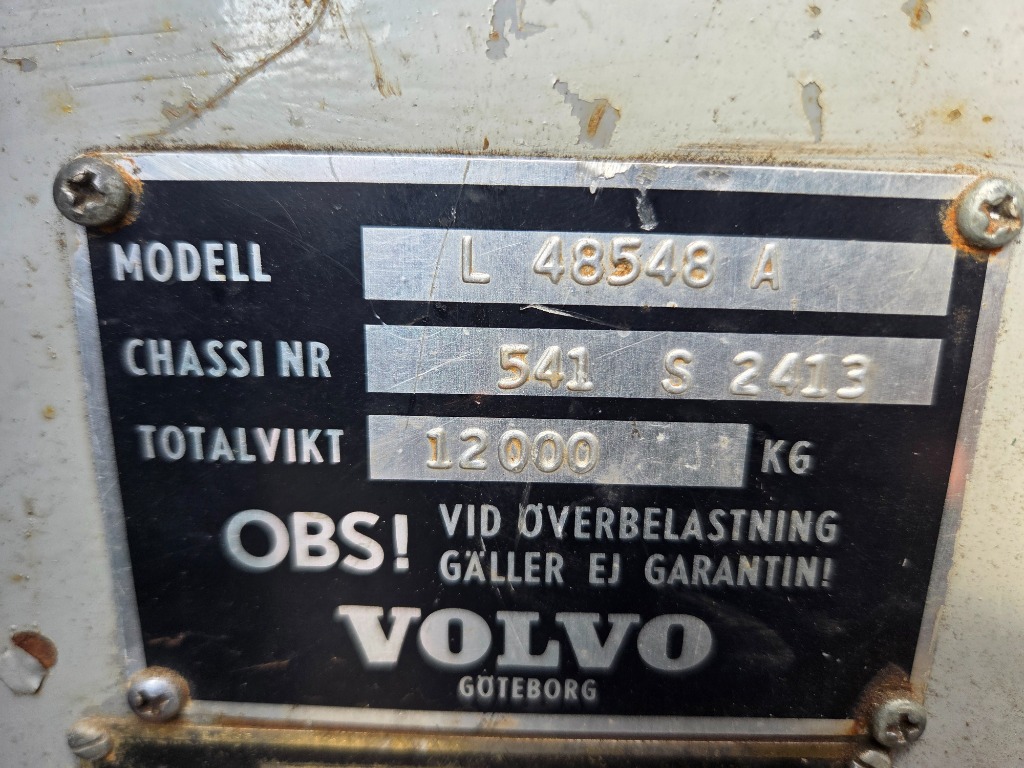 MODELL L 48548 A
CHASSI NR 541 S 2413
TOTALVIKT 12000 KG
OBS! VID ÖVERBELASTNING
GÄLLER EJ GARANTIN!
VOLVO
GÖTEBORG